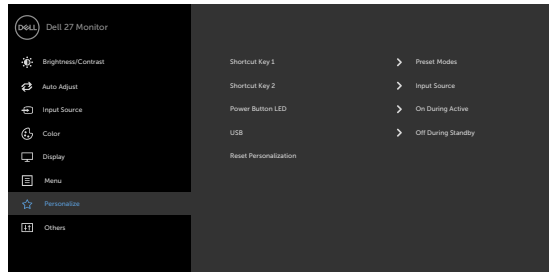 DELL Dell 27 Monitor
Brightness/Contrast Shortcut Key 1 Preset Modes
Auto Adjust Shortcut Key 2 Input Source
Input Source Power Button LED On During Active
Color USB Off During Standby
Display Reset Personalization
Menu
Personalize
Others